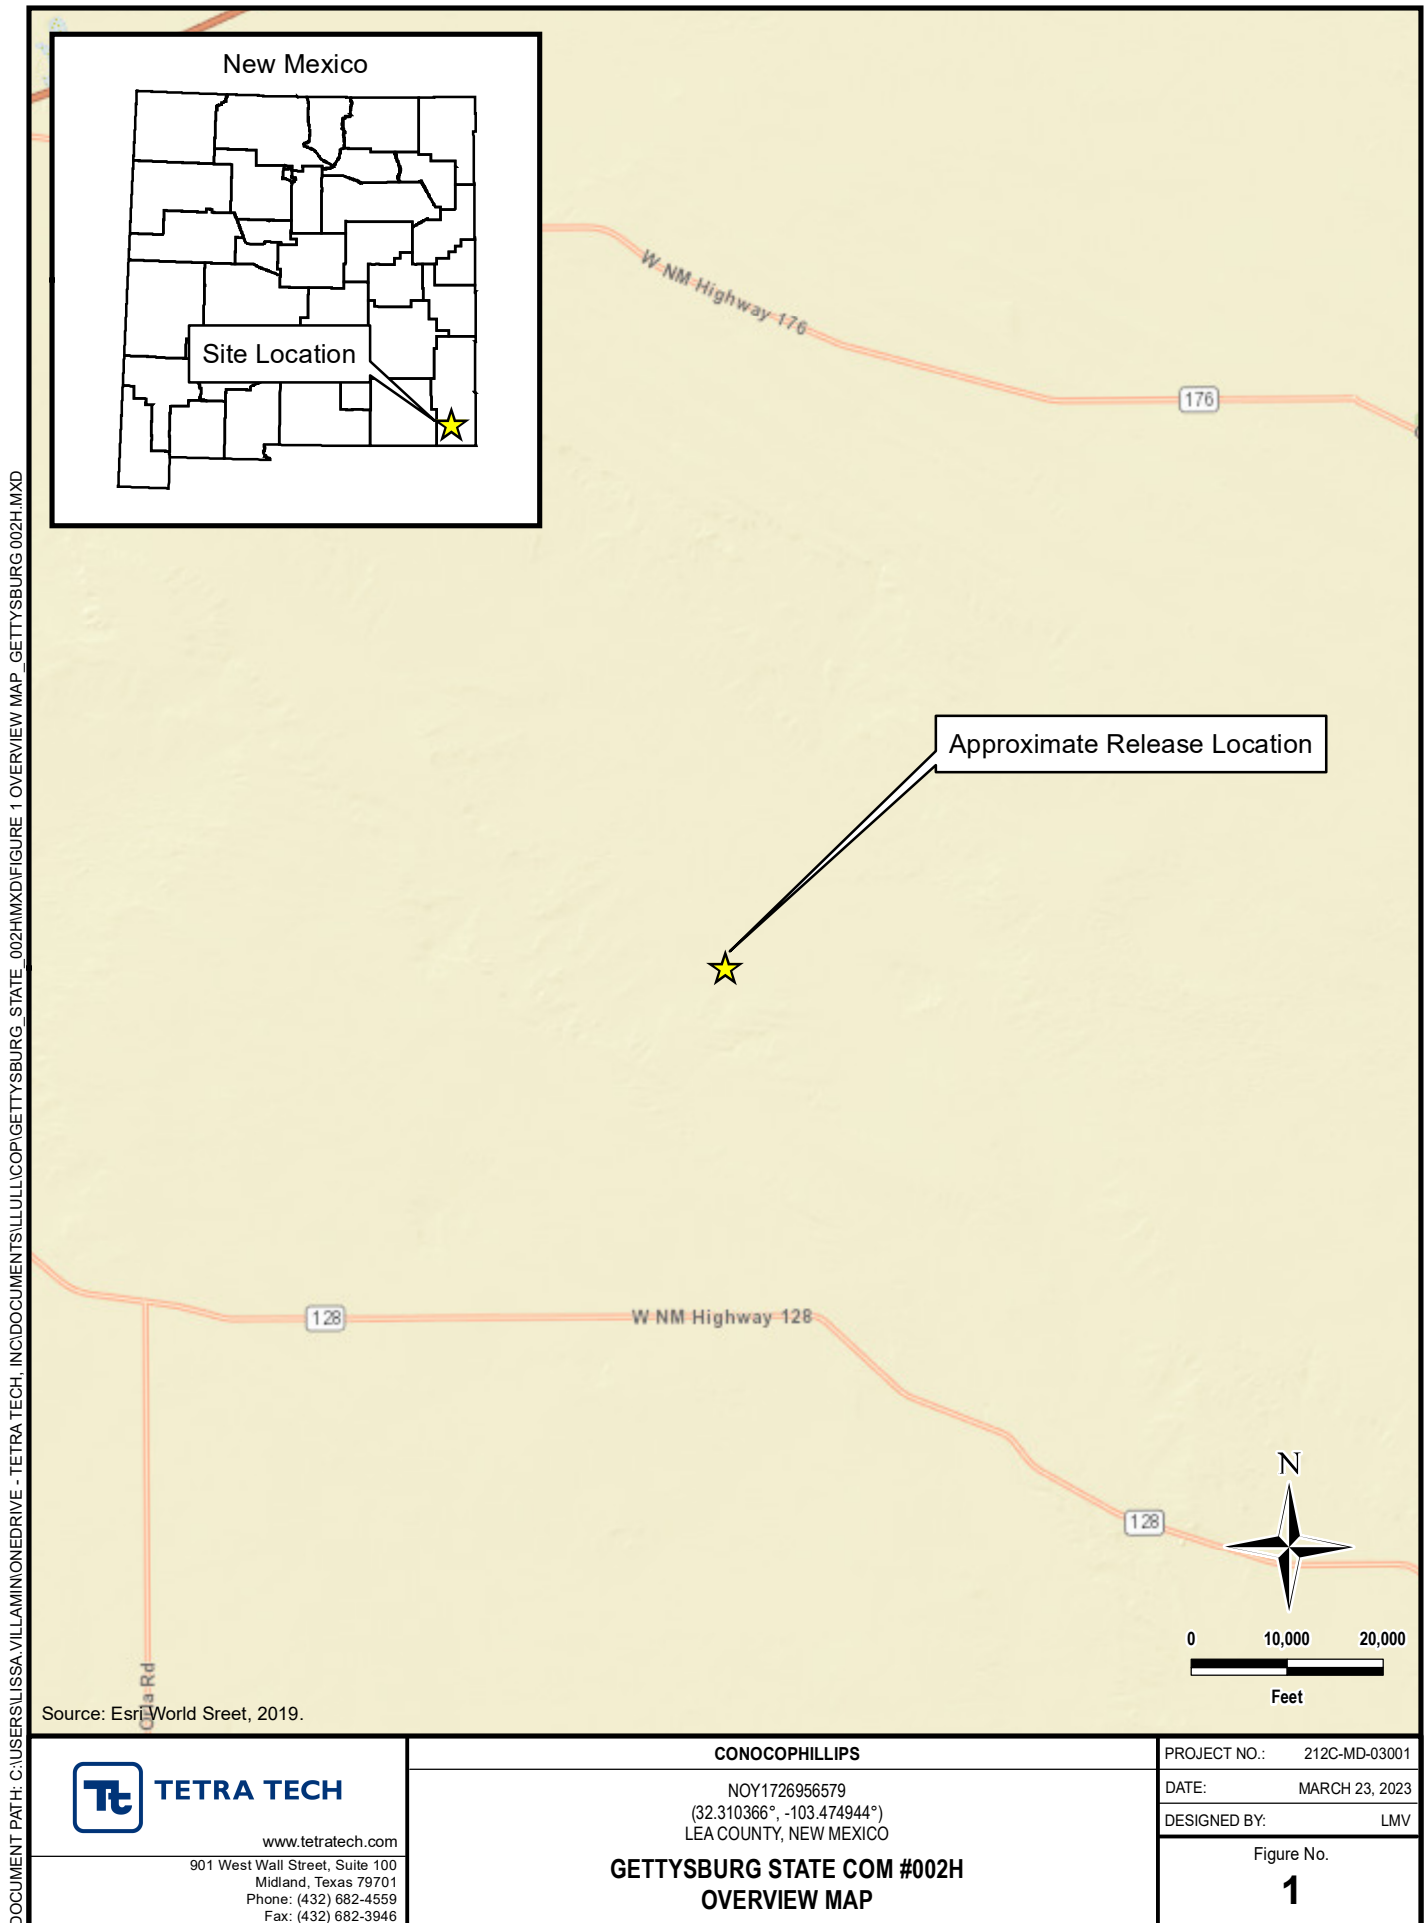 New Mexico
Site Location
W NM Highway 176
176
Approximate Release Location
128
W NM Highway 128
128
N
0 10,000 20,000
Feet
Orla Rd
Source: Esri World Sreet, 2019.
DOCUMENT PATH: C:\USERS\LISSA.VILLAMIN\ONEDRIVE - TETRA TECH, INC\DOCUMENTS\LLULL\COP\GETTYSBURG_STATE_002H\MXD\FIGURE 1 OVERVIEW MAP_GETTYSBURG 002H.MXD
Tt TETRA TECH
www.tetratech.com
901 West Wall Street, Suite 100
Midland, Texas 79701
Phone: (432) 682-4559
Fax: (432) 682-3946
CONOCOPHILLIPS
NOY1726956579
(32.310366°, -103.474944°)
LEA COUNTY, NEW MEXICO
GETTYSBURG STATE COM #002H
OVERVIEW MAP
PROJECT NO.: 212C-MD-03001
DATE: MARCH 23, 2023
DESIGNED BY: LMV
Figure No.
1